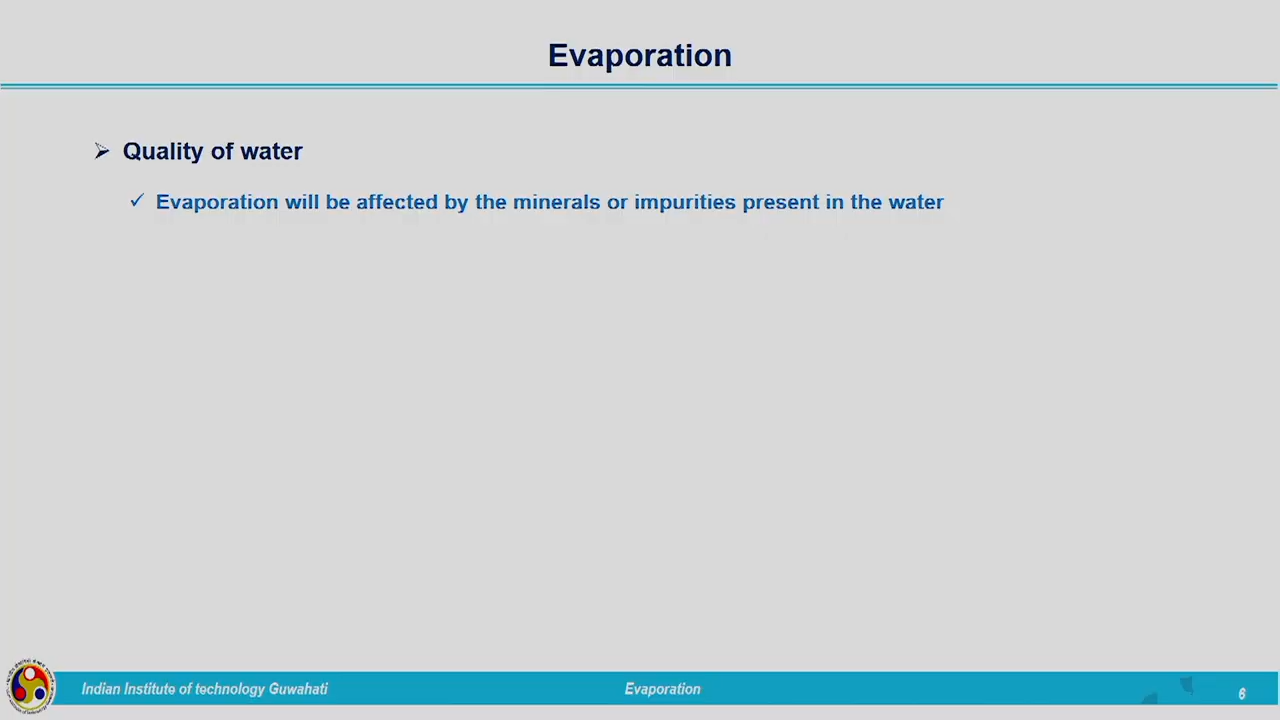 Evaporation
Quality of water
Evaporation will be affected by the minerals or impurities present in the water
Indian Institute of technology Guwahati
Evaporation
6